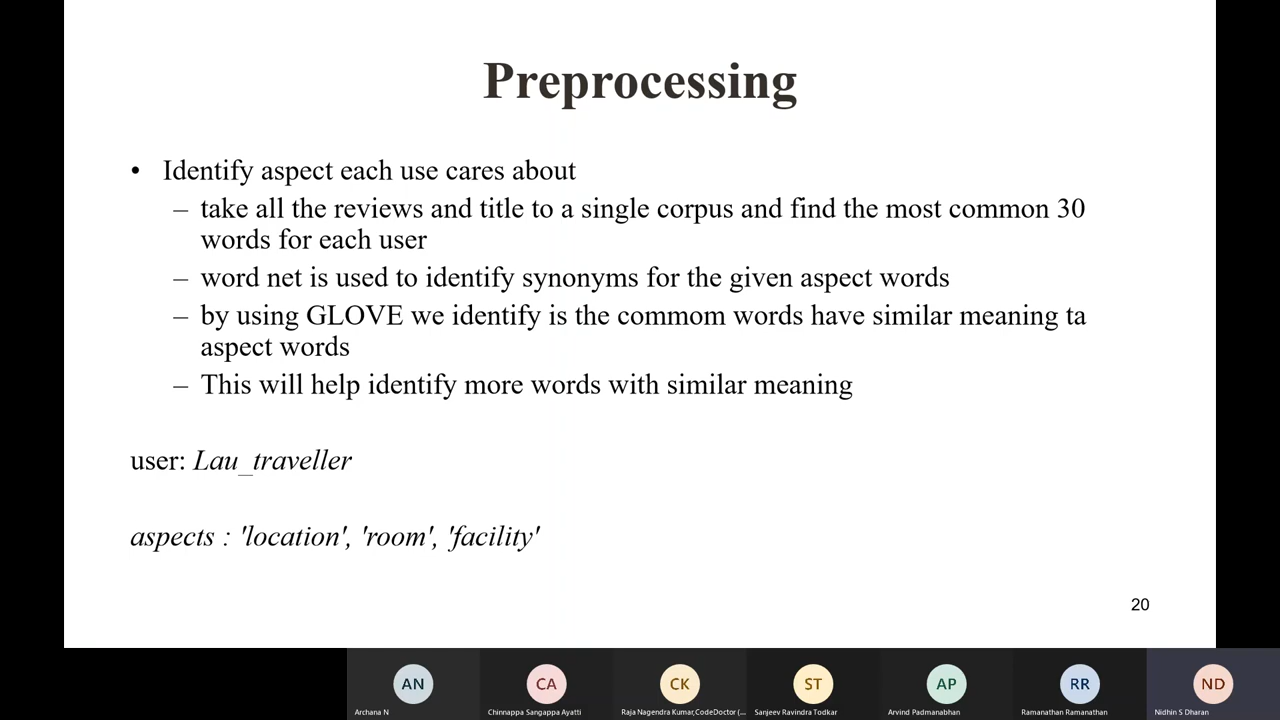 Preprocessing
• Identify aspect each use cares about
– take all the reviews and title to a single corpus and find the most common 30
words for each user
– word net is used to identify synonyms for the given aspect words
– by using GLOVE we identify is the commom words have similar meaning ta
aspect words
– This will help identify more words with similar meaning
user: Lau_traveller
aspects : 'location', 'room', 'facility'
20
AN CA CK ST AP RR ND
Archana N Chinnappa Sangappa Ayatti Raja Nagendra Kumar,CodeDoctor (... Sanjeev Ravindra Todkar Arvind Padmanabhan Ramanathan Ramanathan Nidhin S Dharan